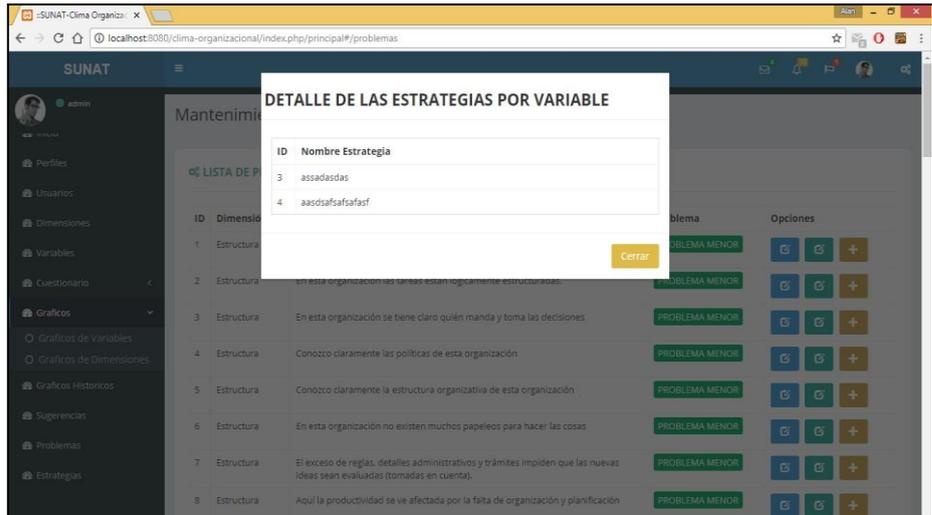 ::SUNAT-Clima Organizac
Alan
localhost:8080/clima-organizacional/index.php/principal#/problemas
SUNAT
admin
Mantenimie
DETALLE DE LAS ESTRATEGIAS POR VARIABLE
ID Nombre Estrategia
3 assadasdas
4 aasdsafsafsafasf
Cerrar
Inicio
Perfiles
Usuarios
Dimensiones
Variables
Cuestionario
Graficos
Graficos de Variables
Graficos de Dimensiones
Graficos Historicos
Sugerencias
Problemas
Estrategias
LISTA DE P
ID Dimensió blema Opciones
1 Estructura OBLEMA MENOR
2 Estructura En esta organización las tareas están lógicamente estructuradas. PROBLEMA MENOR
3 Estructura En esta organización se tiene claro quién manda y toma las decisiones PROBLEMA MENOR
4 Estructura Conozco claramente las políticas de esta organización PROBLEMA MENOR
5 Estructura Conozco claramente la estructura organizativa de esta organización PROBLEMA MENOR
6 Estructura En esta organización no existen muchos papeleos para hacer las cosas PROBLEMA MENOR
7 Estructura El exceso de reglas, detalles administrativos y trámites impiden que las nuevas PROBLEMA MENOR
ideas sean evaluadas (tomadas en cuenta).
8 Estructura Aquí la productividad se ve afectada por la falta de organización y planificación PROBLEMA MENOR